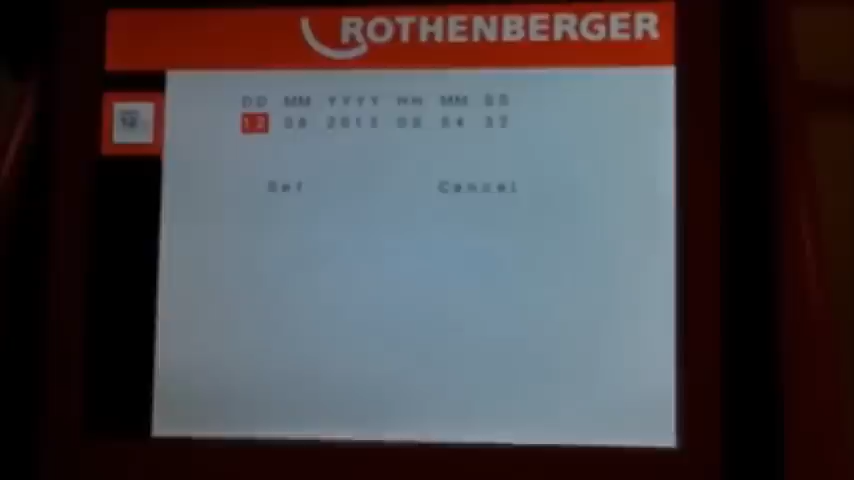 ROTHENBERGER
DD MM YYYY HH MM SS
12
Set Cancel